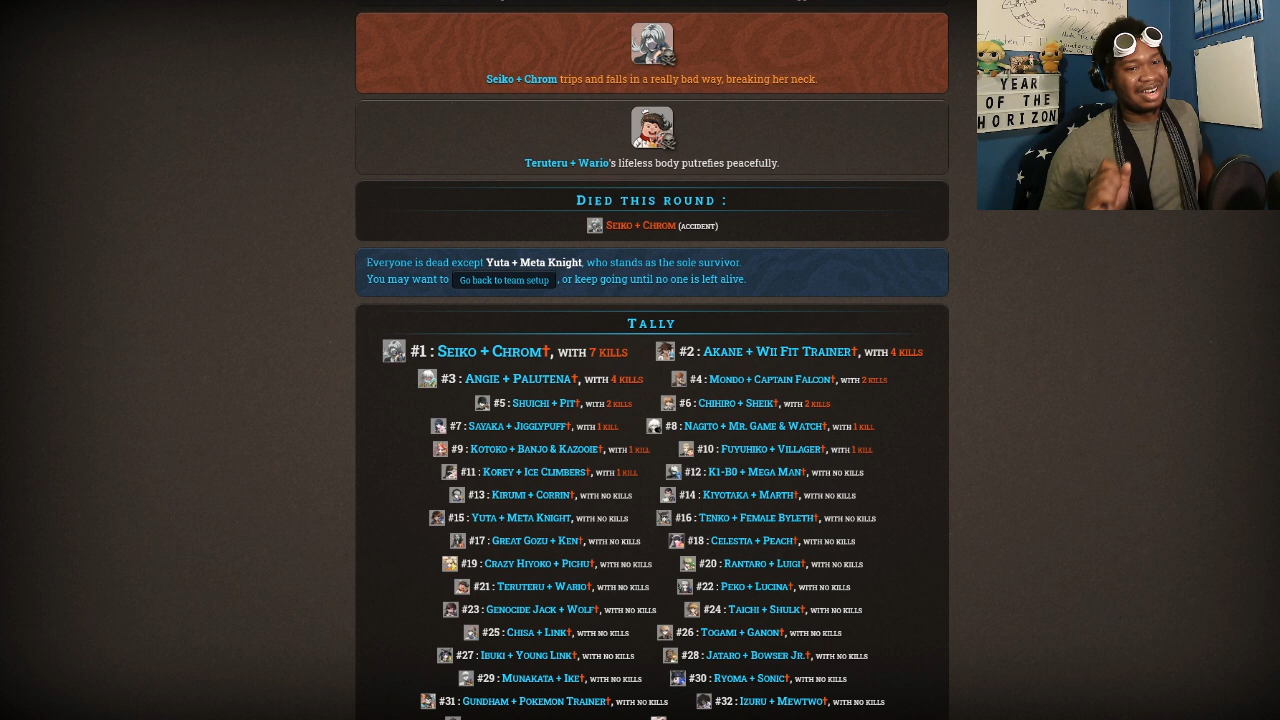 Seiko + Chrom trips and falls in a really bad way, breaking her neck.
Teruteru + Wario's lifeless body putrefies peacefully.
Died this round :
Seiko + Chrom (accident)
Everyone is dead except Yuta + Meta Knight, who stands as the sole survivor.
You may want to Go back to team setup, or keep going until no one is left alive.
Tally
#1 : Seiko + Chrom†, with 7 kills
#2 : Akane + Wii Fit Trainer†, with 4 kills
#3 : Angie + Palutena†, with 4 kills
#4 : Mondo + Captain Falcon†, with 2 kills
#5 : Shuichi + Pit†, with 2 kills
#6 : Chihiro + Sheik†, with 2 kills
#7 : Sayaka + Jigglypuff†, with 1 kill
#8 : Nagito + Mr. Game & Watch†, with 1 kill
#9 : Kotoko + Banjo & Kazooie†, with 1 kill
#10 : Fuyuhiko + Villager†, with 1 kill
#11 : Korey + Ice Climbers†, with 1 kill
#12 : K1-B0 + Mega Man†, with no kills
#13 : Kirumi + Corrin†, with no kills
#14 : Kiyotaka + Marth†, with no kills
#15 : Yuta + Meta Knight, with no kills
#16 : Tenko + Female Byleth†, with no kills
#17 : Great Gozu + Ken†, with no kills
#18 : Celestia + Peach†, with no kills
#19 : Crazy Hiyoko + Pichu†, with no kills
#20 : Rantaro + Luigi†, with no kills
#21 : Teruteru + Wario†, with no kills
#22 : Peko + Lucina†, with no kills
#23 : Genocide Jack + Wolf†, with no kills
#24 : Taichi + Shulk†, with no kills
#25 : Chisa + Link†, with no kills
#26 : Togami + Ganon†, with no kills
#27 : Ibuki + Young Link†, with no kills
#28 : Jataro + Bowser Jr.†, with no kills
#29 : Munakata + Ike†, with no kills
#30 : Ryoma + Sonic†, with no kills
#31 : Gundham + Pokemon Trainer†, with no kills
#32 : Izuru + Mewtwo†, with no kills
YEAR
OF THE
HORIZON